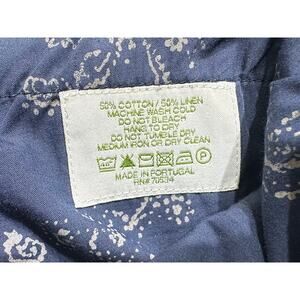 50% COTTON / 50% LINEN
MACHINE WASH COLD
DO NOT BLEACH
HANG TO DRY
DO NOT TUMBLE DRY
MEDIUM IRON OR DRY CLEAN
P
MADE IN PORTUGAL
RN# 70534